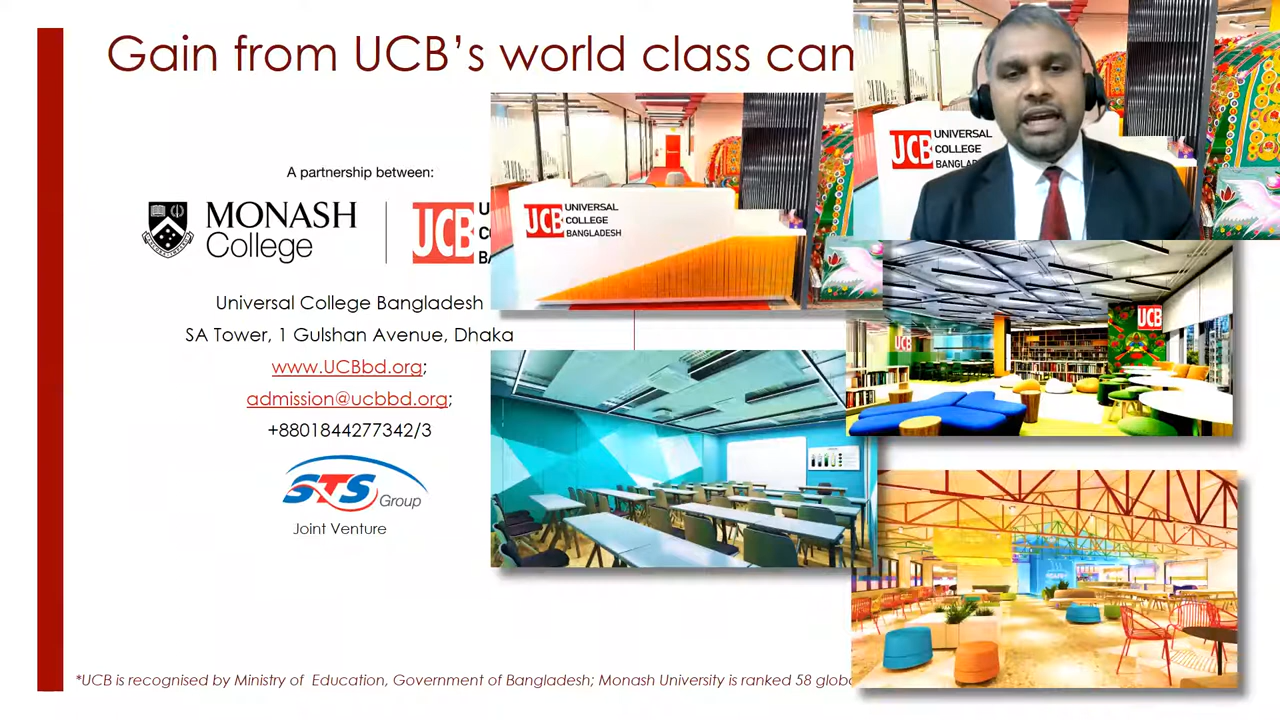 Gain from UCB's world class
A partnership between:
MONASH
College
UCB
Universal College Bangladesh
SA Tower, 1 Gulshan Avenue, Dhaka
www.UCBbd.org;
admission@ucbbd.org;
+8801844277342/3
STS Group
Joint Venture
UCB
UNIVERSAL
COLLEGE
BANGLADESH
UCB
UNIVERSAL
COLLEGE
UCB
UCB
*UCB is recognised by Ministry of Education, Government of Bangladesh; Monash University is ranked 58